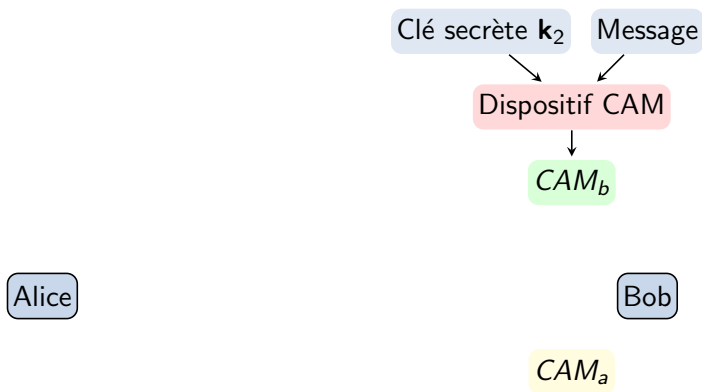 Clé secrète k₂ Message
Dispositif CAM
CAM_b
Alice Bob
CAM_a